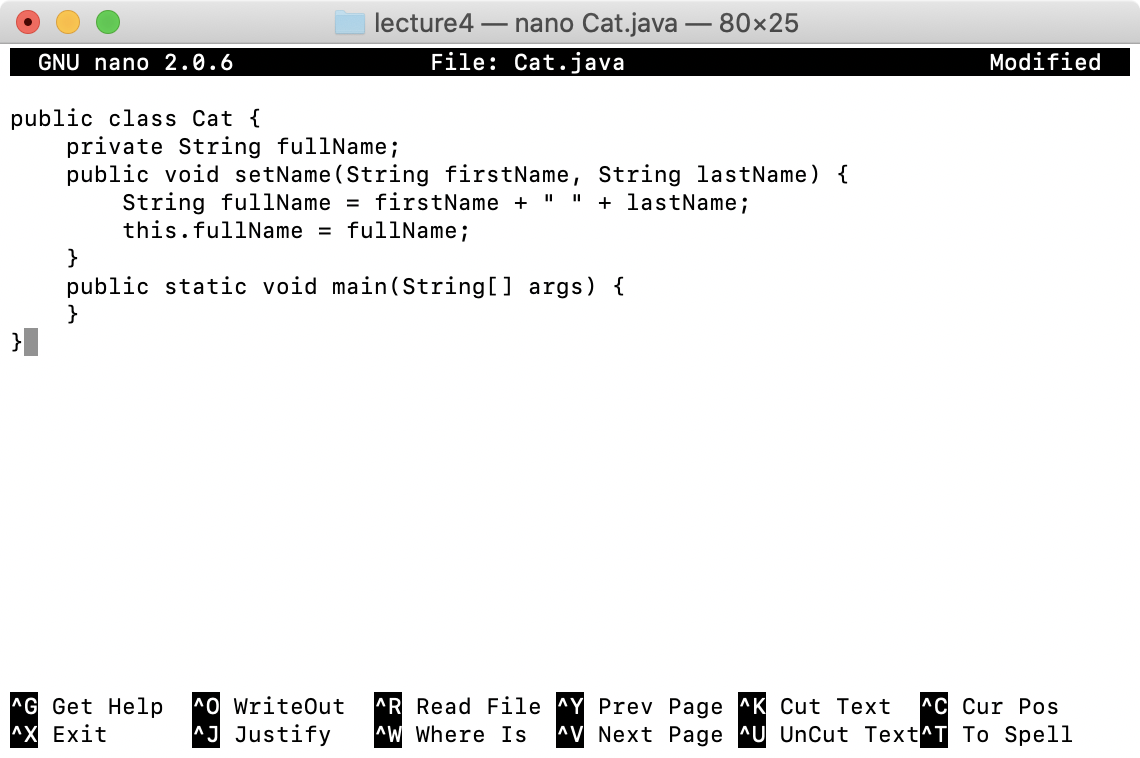 lecture4 — nano Cat.java — 80×25
GNU nano 2.0.6 File: Cat.java Modified
public class Cat {
    private String fullName;
    public void setName(String firstName, String lastName) {
        String fullName = firstName + " " + lastName;
        this.fullName = fullName;
    }
    public static void main(String[] args) {
    }
}
^G Get Help ^O WriteOut ^R Read File ^Y Prev Page ^K Cut Text ^C Cur Pos
^X Exit ^J Justify ^W Where Is ^V Next Page ^U UnCut Text ^T To Spell